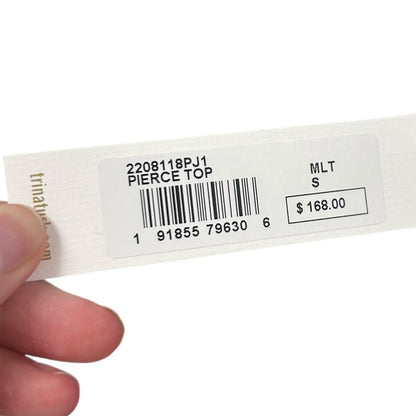 2208118PJ1
PIERCE TOP
MLT
S
$ 168.00
1 91855 79630 6